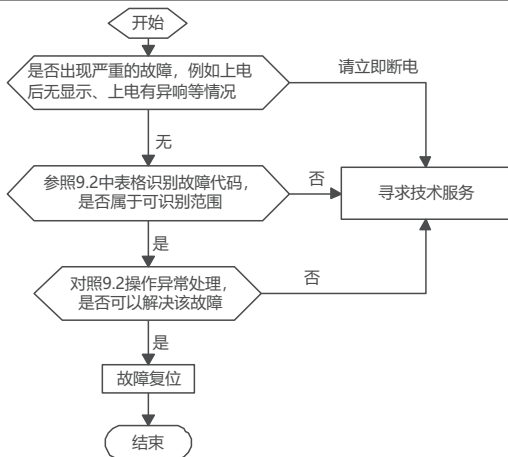 开始
是否出现严重的故障，例如上电
后无显示、上电有异响等情况
请立即断电
无
参照9.2中表格识别故障代码，
是否属于可识别范围
否
寻求技术服务
是
对照9.2操作异常处理，
是否可以解决该故障
否
是
故障复位
结束